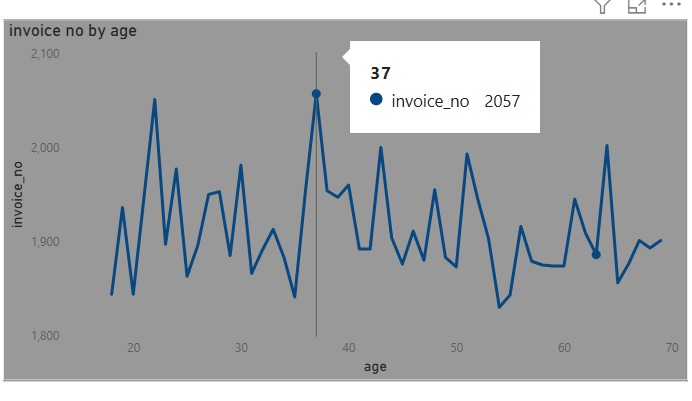 invoice no by age
2,100
37
invoice_no 2057
2,000
1,900
1,800
invoice_no
20 30 40 50 60 70
age